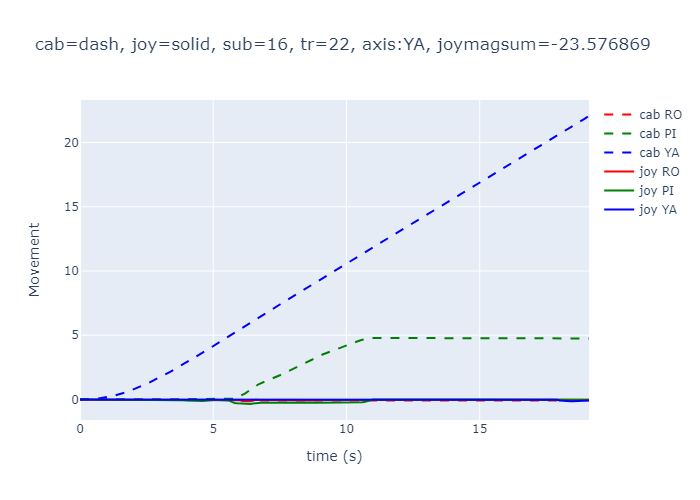 cab=dash, joy=solid, sub=16, tr=22, axis:YA, joymagsum=-23.576869
cab RO
cab PI
cab YA
joy RO
joy PI
joy YA
Movement
20
15
10
5
0
0 5 10 15
time (s)